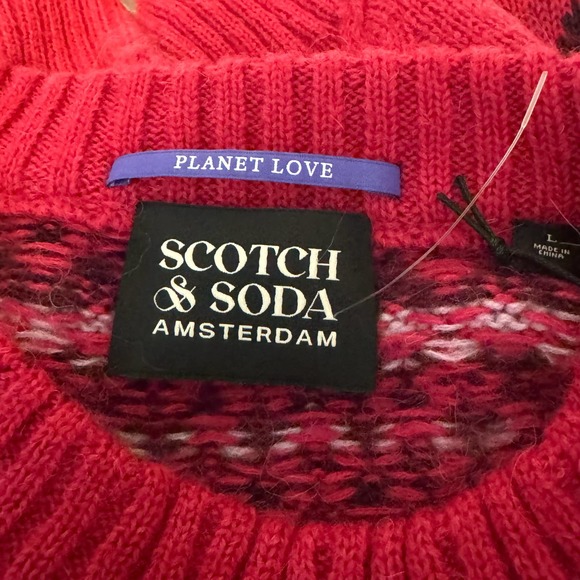 PLANET LOVE
SCOTCH
& SODA
AMSTERDAM
L
MADE IN
CHINA